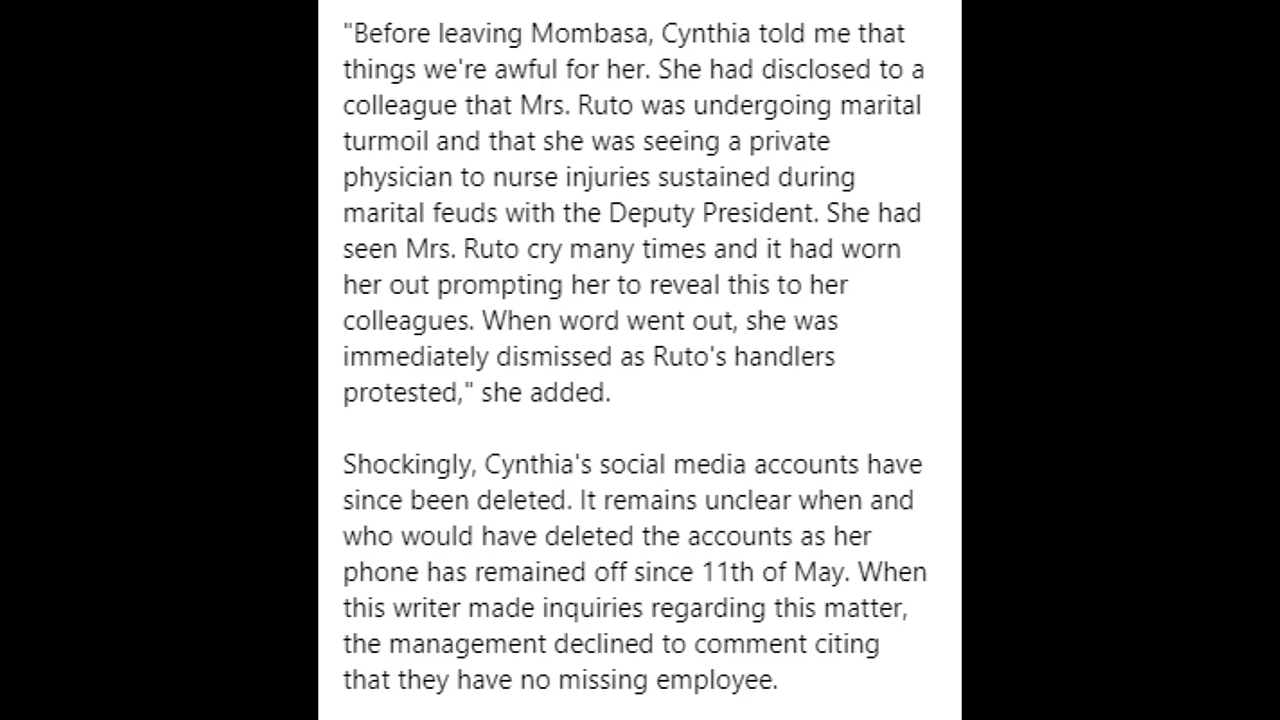 "Before leaving Mombasa, Cynthia told me that
things we're awful for her. She had disclosed to a
colleague that Mrs. Ruto was undergoing marital
turmoil and that she was seeing a private
physician to nurse injuries sustained during
marital feuds with the Deputy President. She had
seen Mrs. Ruto cry many times and it had worn
her out prompting her to reveal this to her
colleagues. When word went out, she was
immediately dismissed as Ruto's handlers
protested," she added.
Shockingly, Cynthia's social media accounts have
since been deleted. It remains unclear when and
who would have deleted the accounts as her
phone has remained off since 11th of May. When
this writer made inquiries regarding this matter,
the management declined to comment citing
that they have no missing employee.